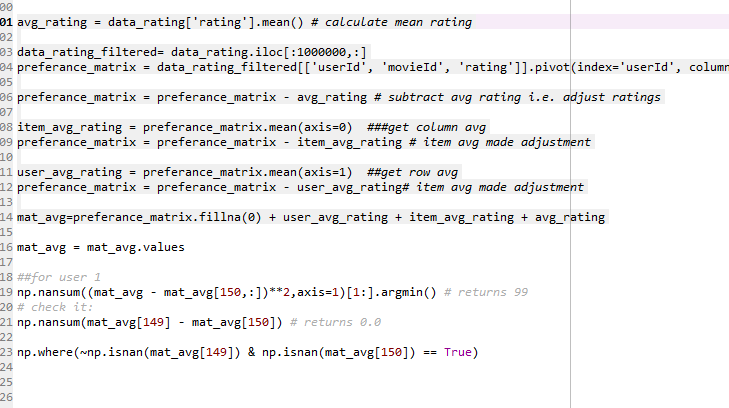 00
01 avg_rating = data_rating['rating'].mean() # calculate mean rating
02
03 data_rating_filtered= data_rating.iloc[:1000000,:]
04 preferance_matrix = data_rating_filtered[['userId', 'movieId', 'rating']].pivot(index='userId', column
05
06 preferance_matrix = preferance_matrix - avg_rating # subtract avg rating i.e. adjust ratings
07
08 item_avg_rating = preferance_matrix.mean(axis=0)  ###get column avg
09 preferance_matrix = preferance_matrix - item_avg_rating # item avg made adjustment
10
11 user_avg_rating = preferance_matrix.mean(axis=1)  ##get row avg
12 preferance_matrix = preferance_matrix - user_avg_rating# item avg made adjustment
13
14 mat_avg=preferance_matrix.fillna(0) + user_avg_rating + item_avg_rating + avg_rating
15
16 mat_avg = mat_avg.values
17
18 ##for user 1
19 np.nansum((mat_avg - mat_avg[150,:])**2,axis=1)[1:].argmin() # returns 99
20 # check it:
21 np.nansum(mat_avg[149] - mat_avg[150]) # returns 0.0
22
23 np.where(~np.isnan(mat_avg[149]) & np.isnan(mat_avg[150]) == True)
24
25
26